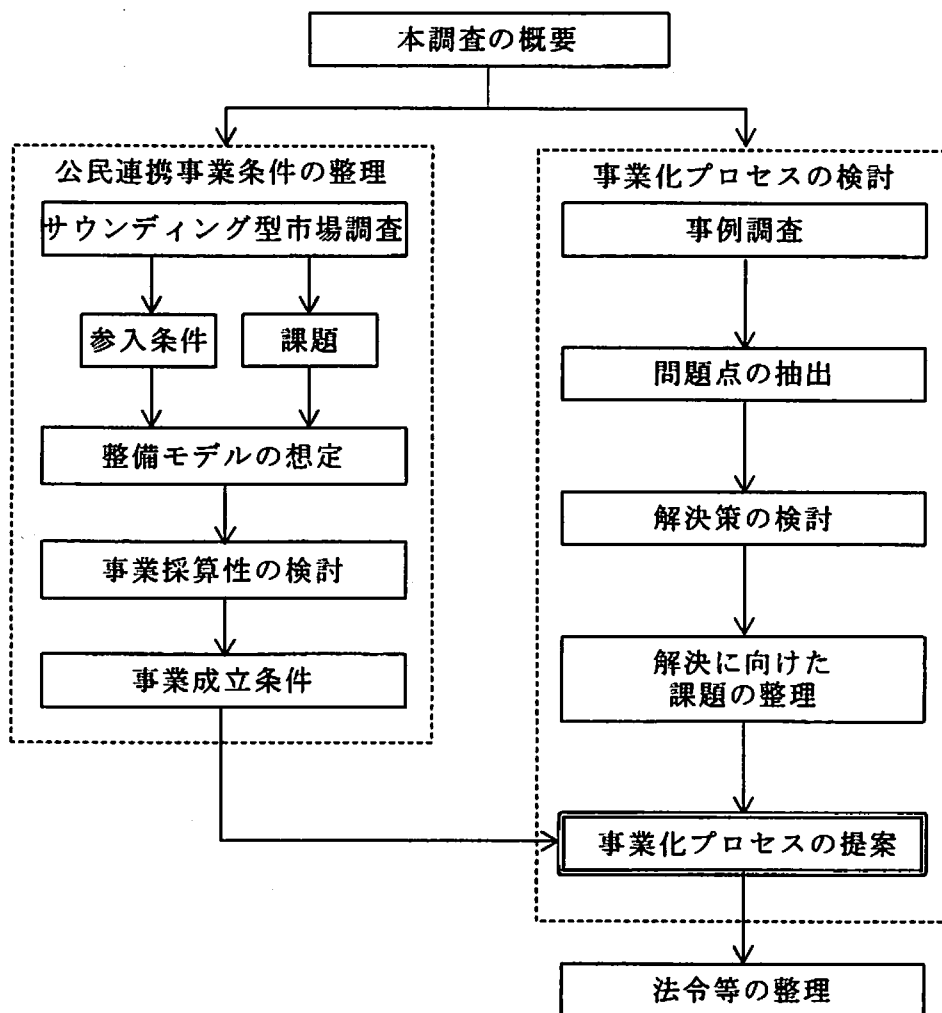 本調査の概要
公民連携事業条件の整理
サウンディング型市場調査
参入条件
課題
整備モデルの想定
事業採算性の検討
事業成立条件
事業化プロセスの検討
事例調査
問題点の抽出
解決策の検討
解決に向けた
課題の整理
事業化プロセスの提案
法令等の整理